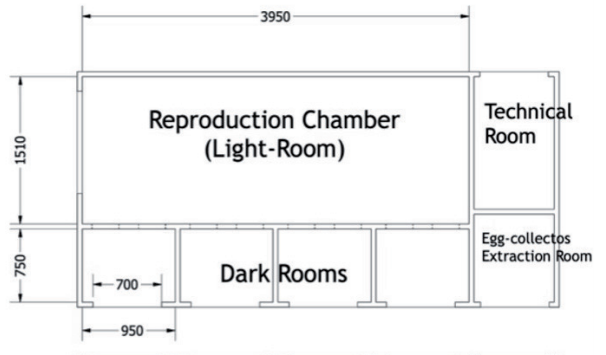 3950
Reproduction Chamber
(Light-Room)
Technical
Room
1510
Egg-collectos
Extraction Room
750
Dark Rooms
700
950